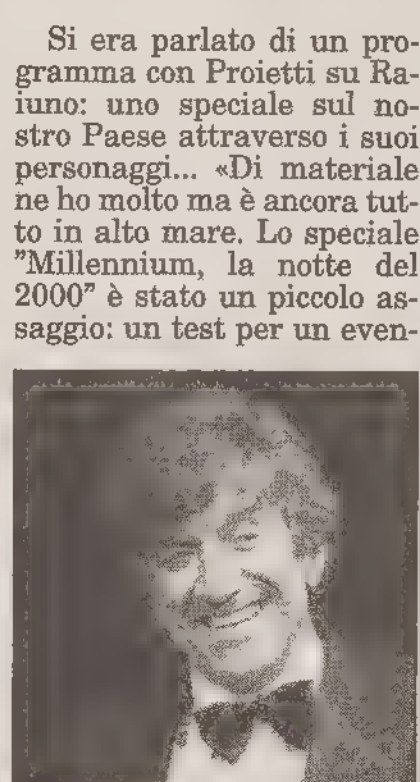 Si era parlato di un pro-
gramma con Proietti su Ra-
iuno: uno speciale sul no-
stro Paese attraverso i suoi
personaggi... «Di materiale
ne ho molto ma è ancora tut-
to in alto mare. Lo speciale
"Millennium, la notte del
2000" è stato un piccolo as-
saggio: un test per un even-